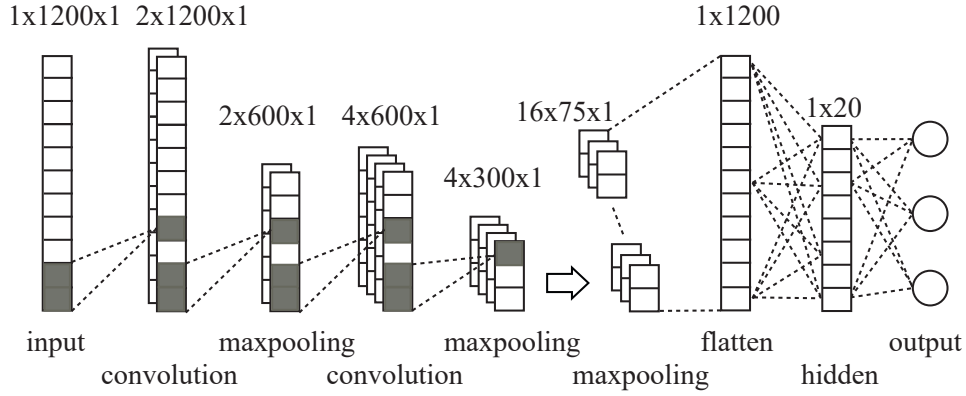 1x1200x1
2x1200x1
1x1200
2x600x1
4x600x1
16x75x1
1x20
4x300x1
input
maxpooling
maxpooling
flatten
output
convolution
convolution
maxpooling
hidden